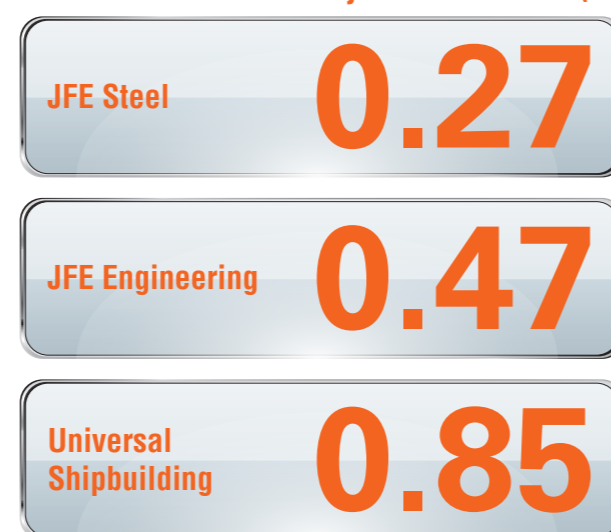 JFE Steel
0.27
JFE Engineering
0.47
Universal
Shipbuilding
0.85